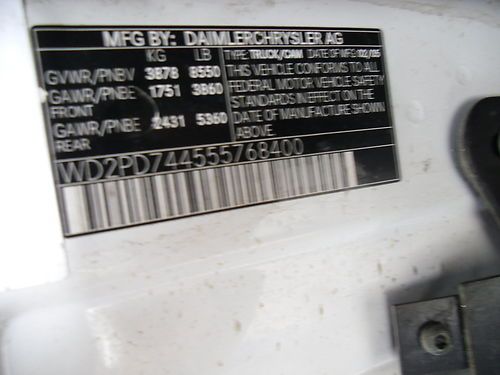 MFG BY: DAIMLERCHRYSLER AG
KG LB
GVWR/PNBV 3878 8550
GAWR/PNBE 1751 3860
FRONT
GAWR/PNBE 2431 5360
REAR
TYPE: TRUCK/CAM DATE OF MFG: 02/05
THIS VEHICLE CONFORMS TO ALL
FEDERAL MOTOR VEHICLE SAFETY
STANDARDS IN EFFECT ON THE
DATE OF MANUFACTURE SHOWN
ABOVE.
WD2PD744555768400